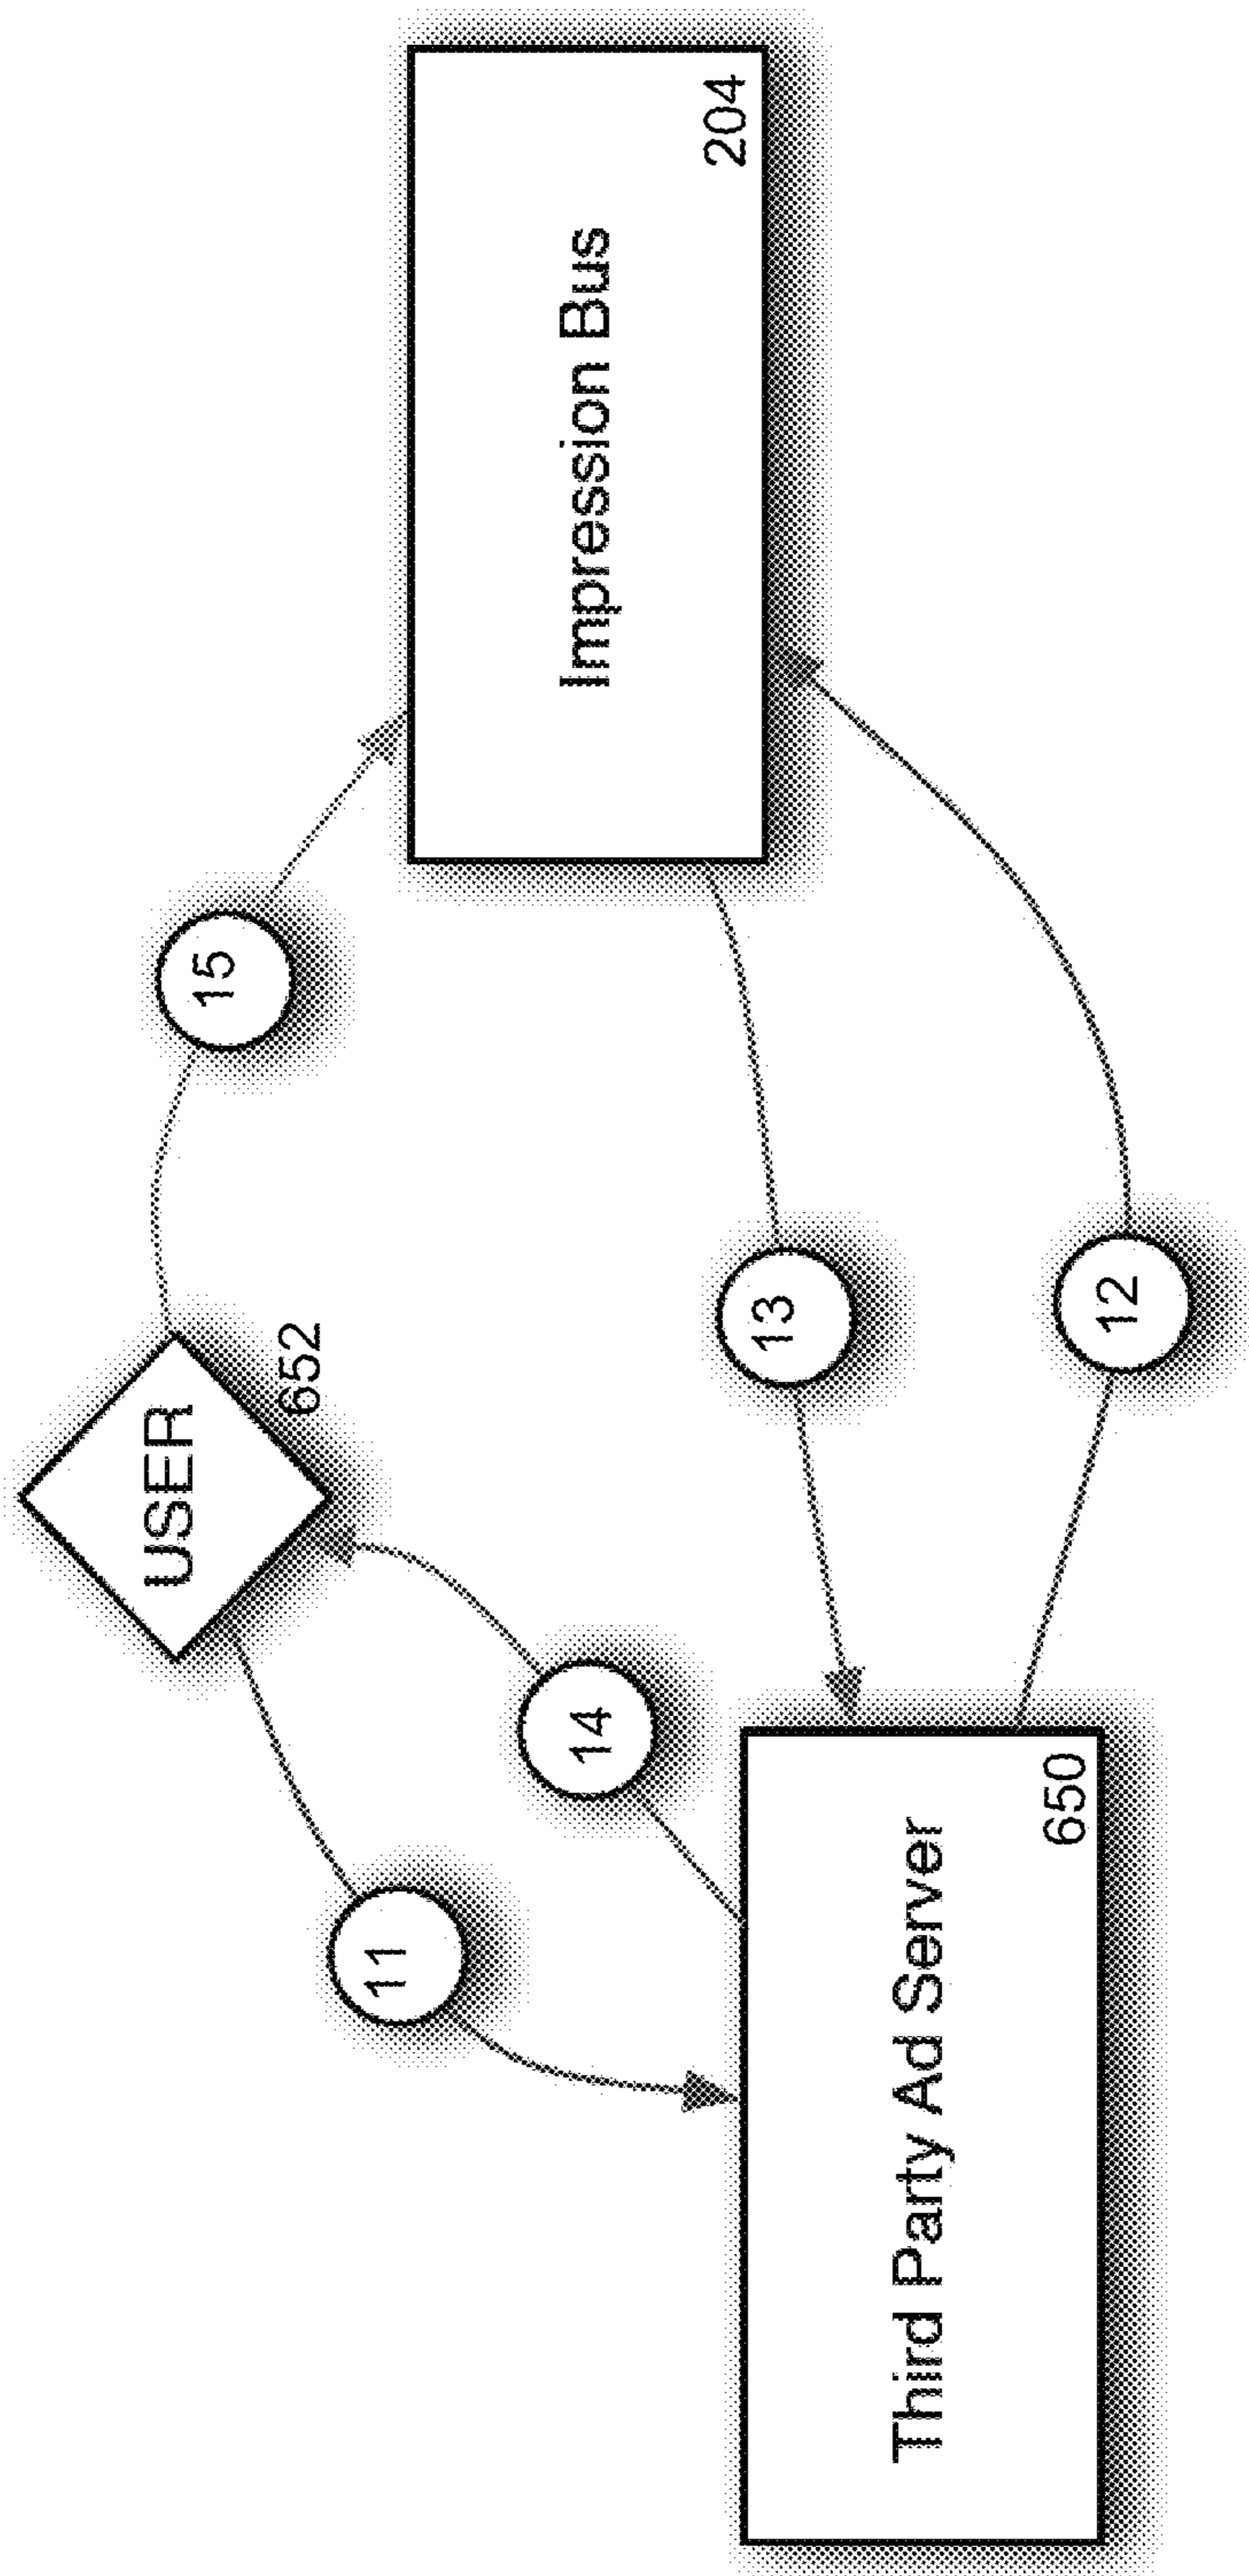 USER
652
11
14
15
13
12
Third Party Ad Server
650
Impression Bus
204